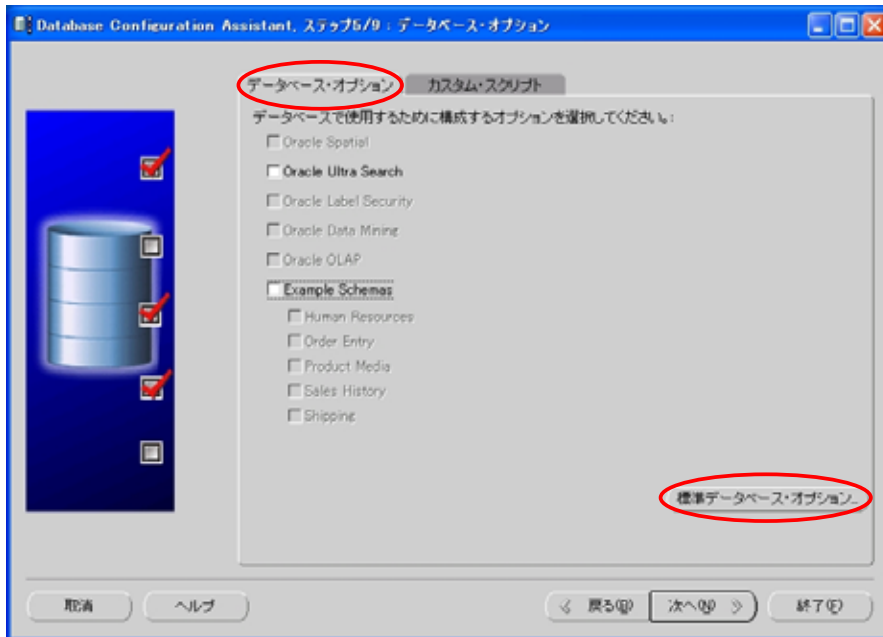 Database Configuration Assistant, ステップ5/9 : データベース・オプション
データベース・オプション
カスタム・スクリプト
データベースで使用するために構成するオプションを選択してください。:
Oracle Spatial
Oracle Ultra Search
Oracle Label Security
Oracle Data Mining
Oracle OLAP
Example Schemas
Human Resources
Order Entry
Product Media
Sales History
Shipping
標準データベース・オプション...
取消
ヘルプ
戻る(B)
次へ(N)
終了(F)